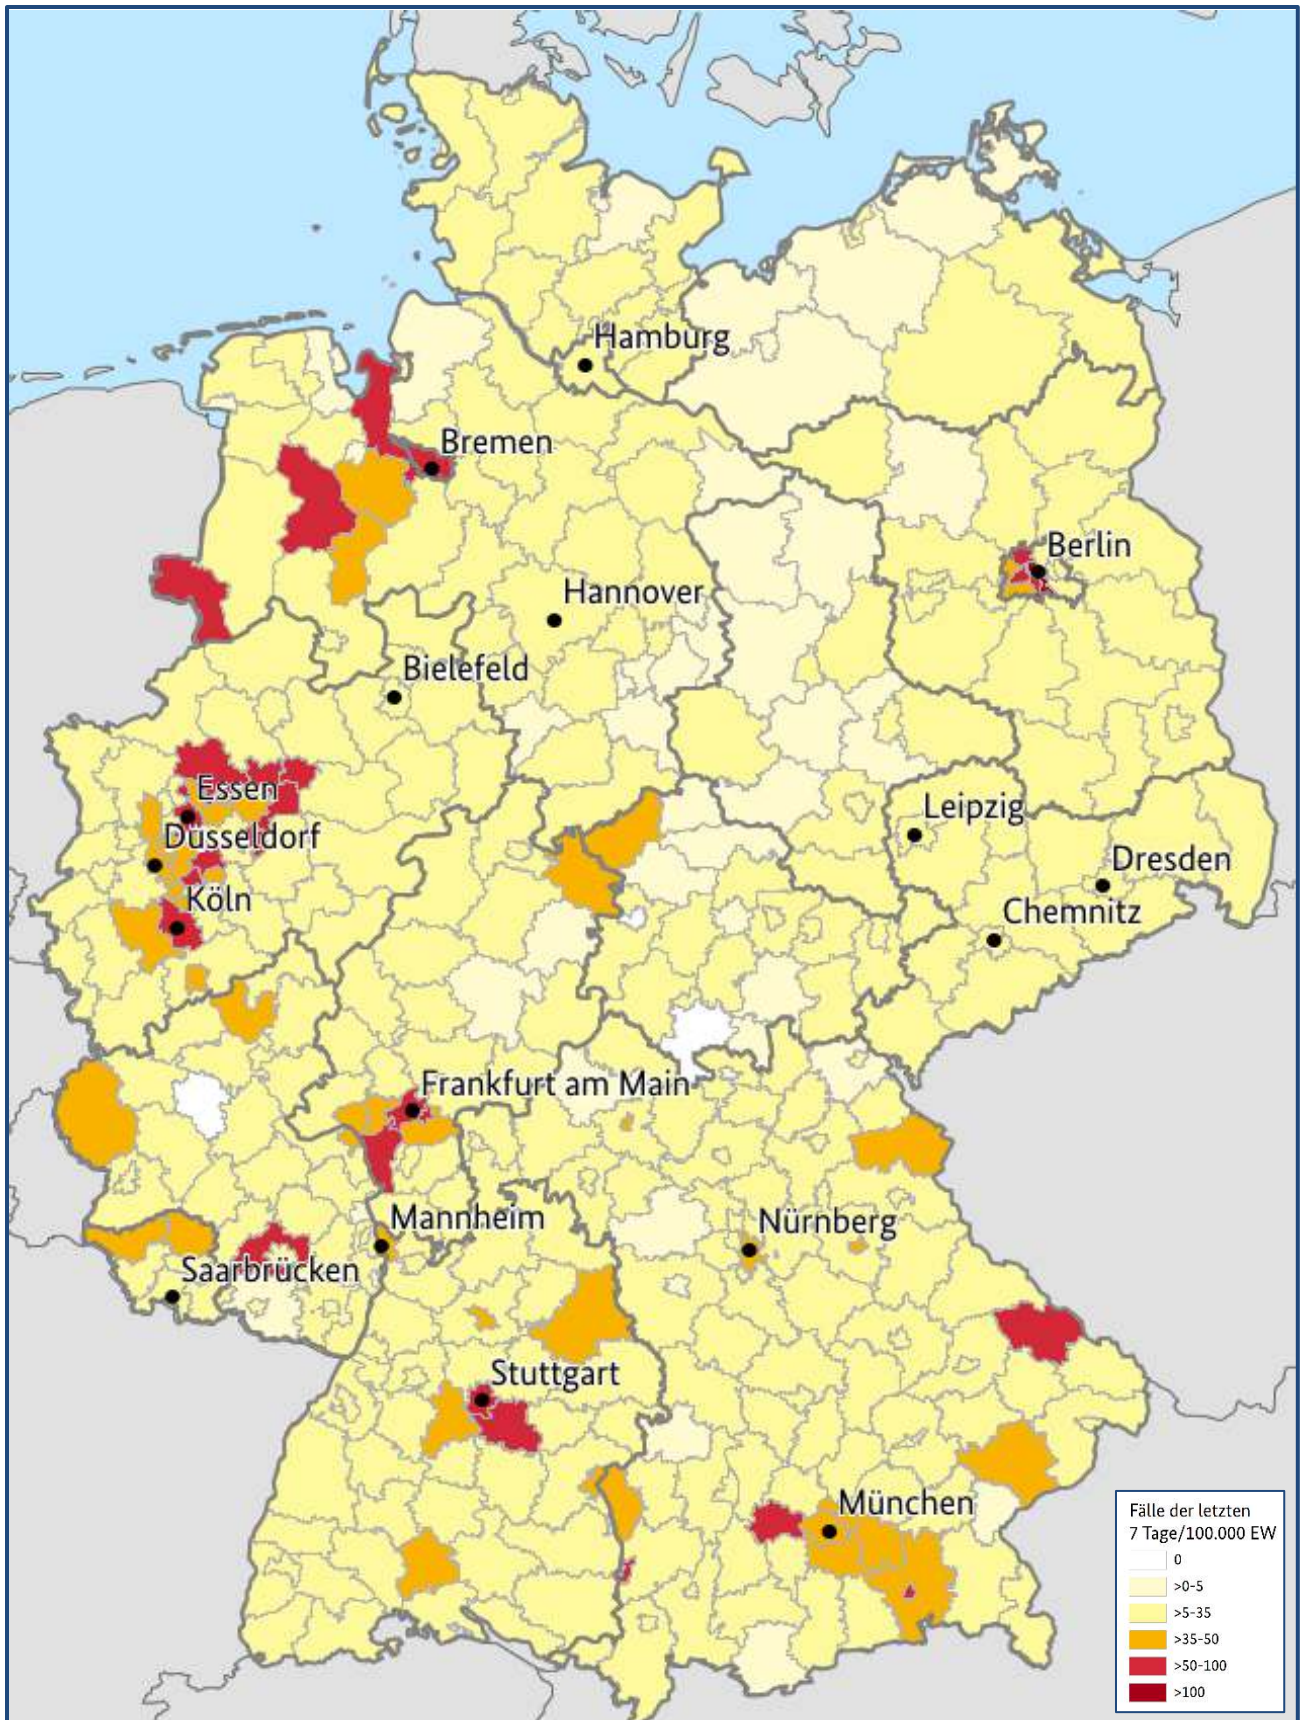 Hamburg
Bremen
Berlin
Hannover
Bielefeld
Essen
Düsseldorf
Leipzig
Dresden
Köln
Chemnitz
Frankfurt am Main
Mannheim
Nürnberg
Saarbrücken
Stuttgart
München
Fälle der letzten
7 Tage/100.000 EW
0
>0-5
>5-35
>35-50
>50-100
>100